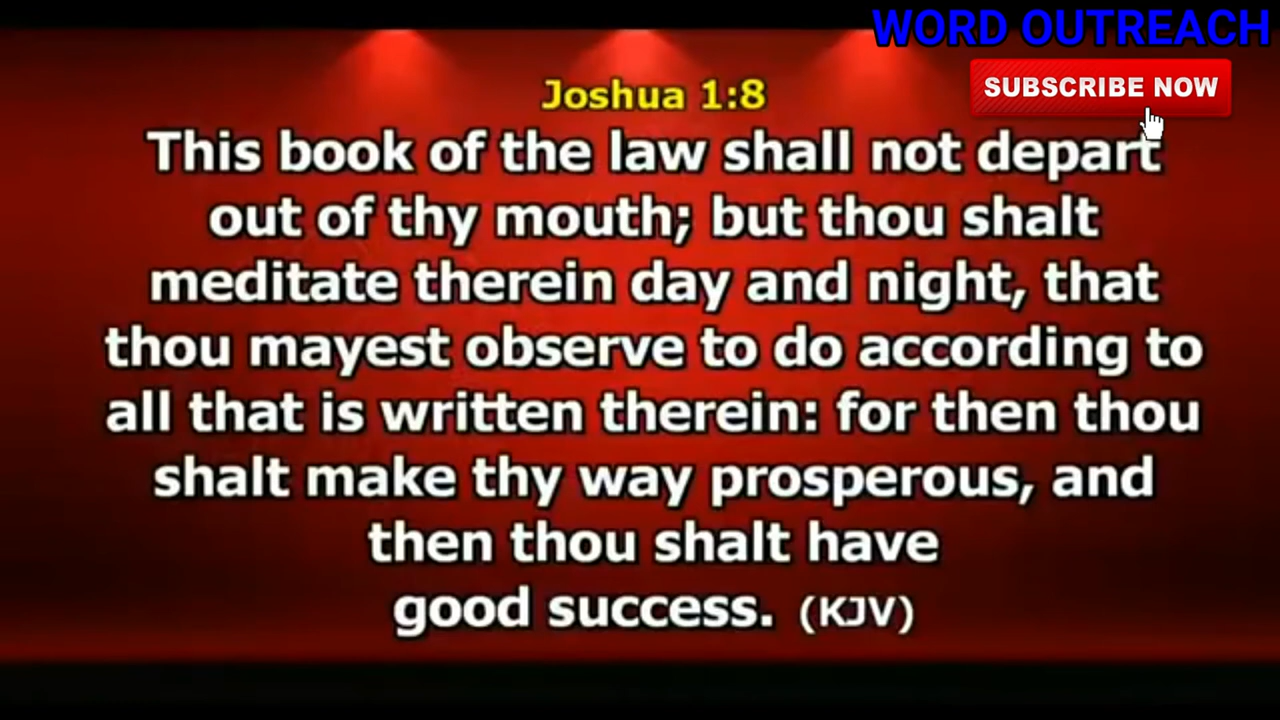 WORD OUTREACH
SUBSCRIBE NOW
Joshua 1:8
This book of the law shall not depart
out of thy mouth; but thou shalt
meditate therein day and night, that
thou mayest observe to do according to
all that is written therein: for then thou
shalt make thy way prosperous, and
then thou shalt have
good success. (KJV)